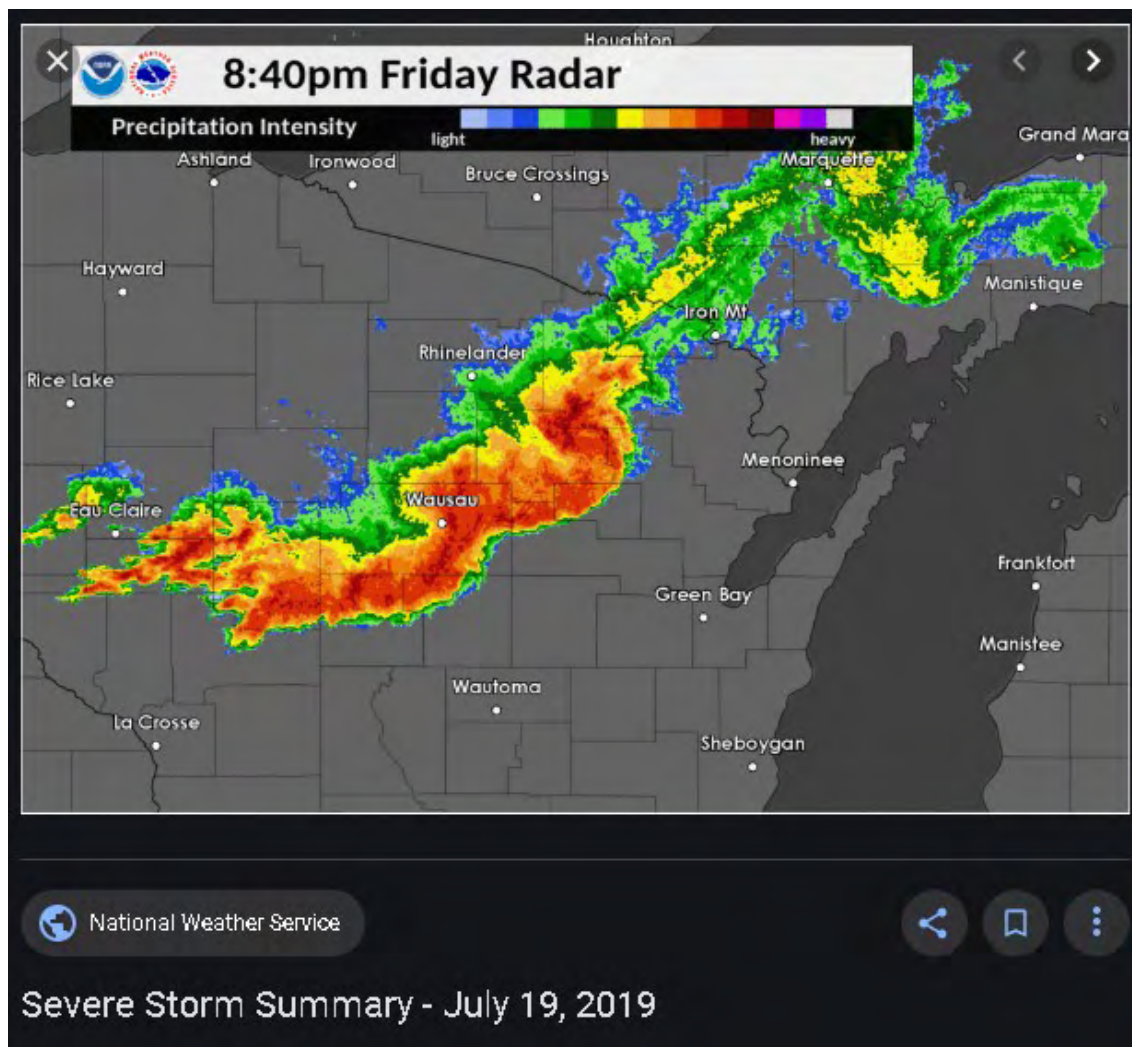 Houghton
8:40pm Friday Radar
Precipitation Intensity
light
heavy
Grand Mara
Ashland
Ironwood
Marquette
Bruce Crossings
Hayward
Manistique
Iron Mt
Rhinelander
Rice Lake
Menoninee
Wausau
Eau Claire
Frankfort
Green Bay
Manistee
Wautoma
La Crosse
Sheboygan
National Weather Service
Severe Storm Summary - July 19, 2019